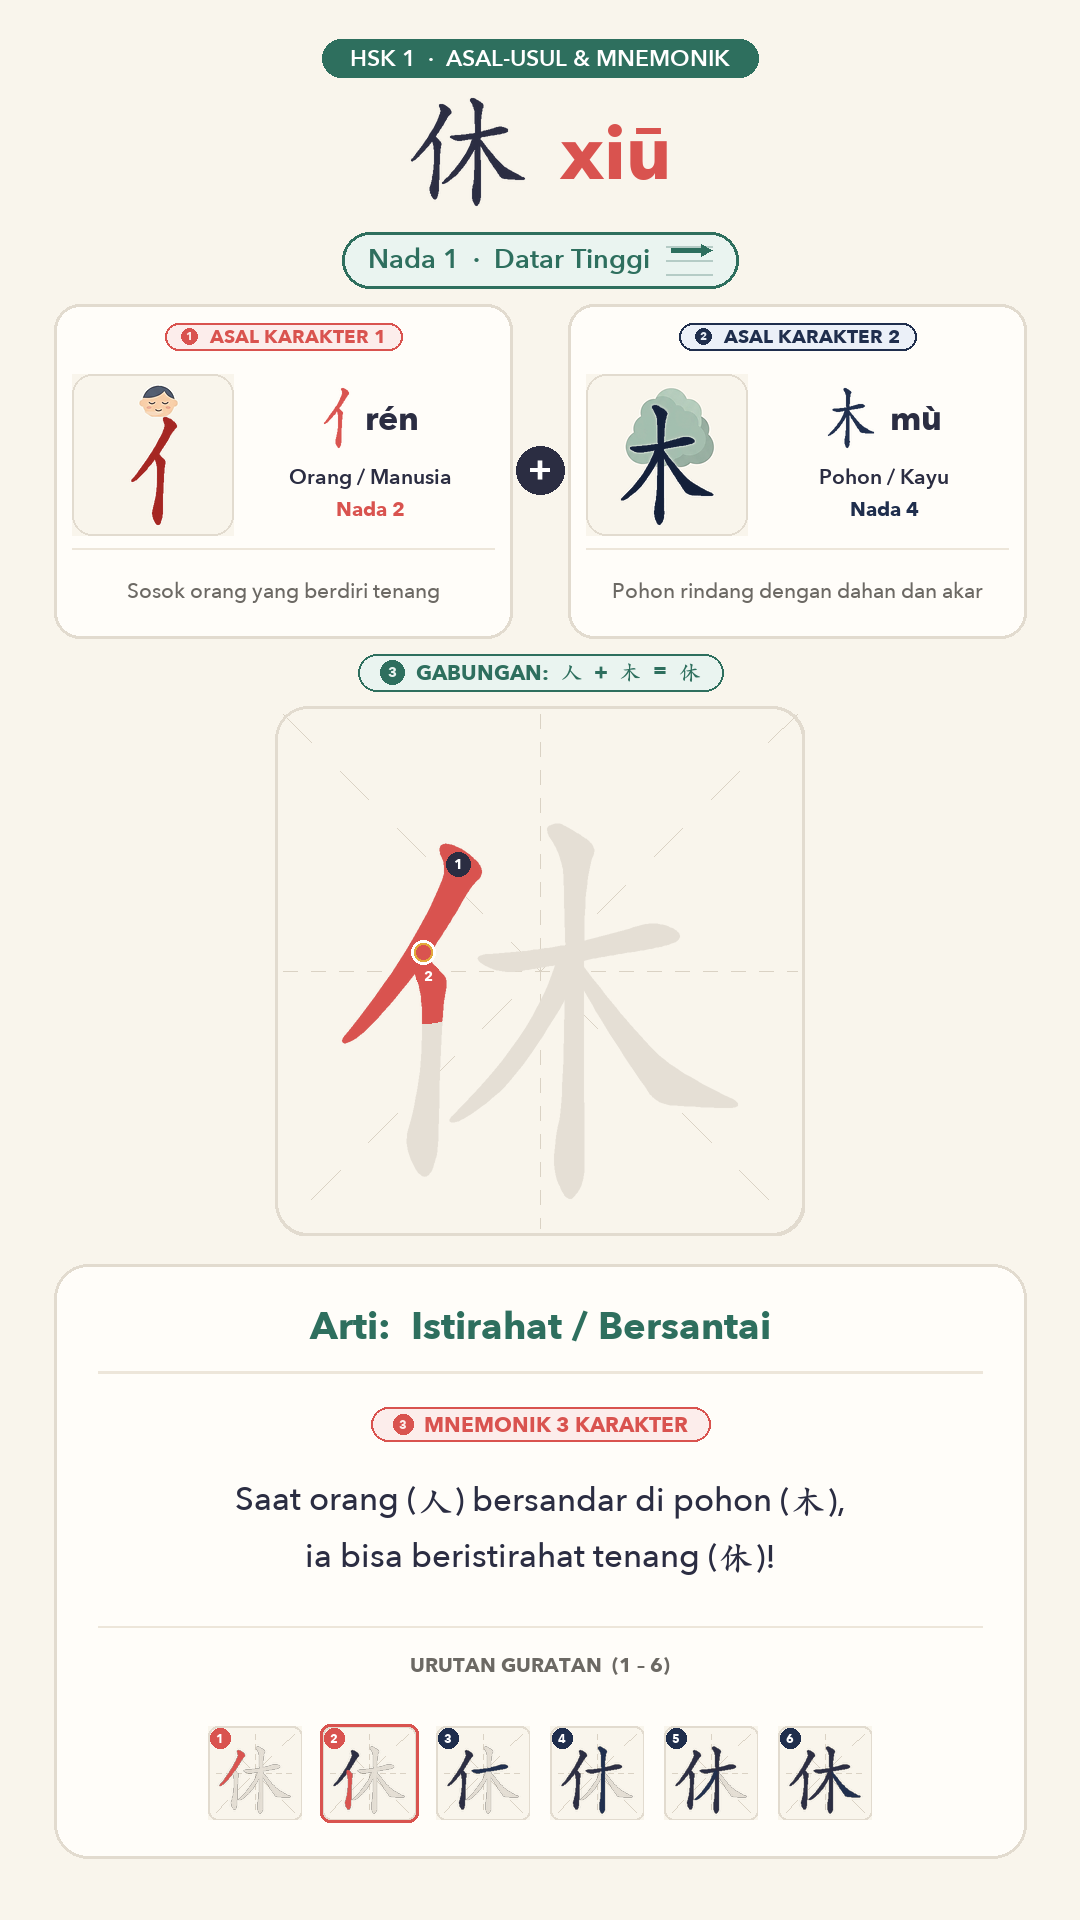 HSK 1 · ASAL-USUL & MNEMONIK
休 xiū
Nada 1 · Datar Tinggi
1 ASAL KARAKTER 1
亻 rén
Orang / Manusia
Nada 2
Sosok orang yang berdiri tenang
+
2 ASAL KARAKTER 2
木
木 mù
Pohon / Kayu
Nada 4
Pohon rindang dengan dahan dan akar
3 GABUNGAN: 人 + 木 = 休
休
1
2
Arti: Istirahat / Bersantai
3 MNEMONIK 3 KARAKTER
Saat orang (人) bersandar di pohon (木),
ia bisa beristirahat tenang (休)!
URUTAN GURATAN (1 – 6)
1 2 3 4 5 6